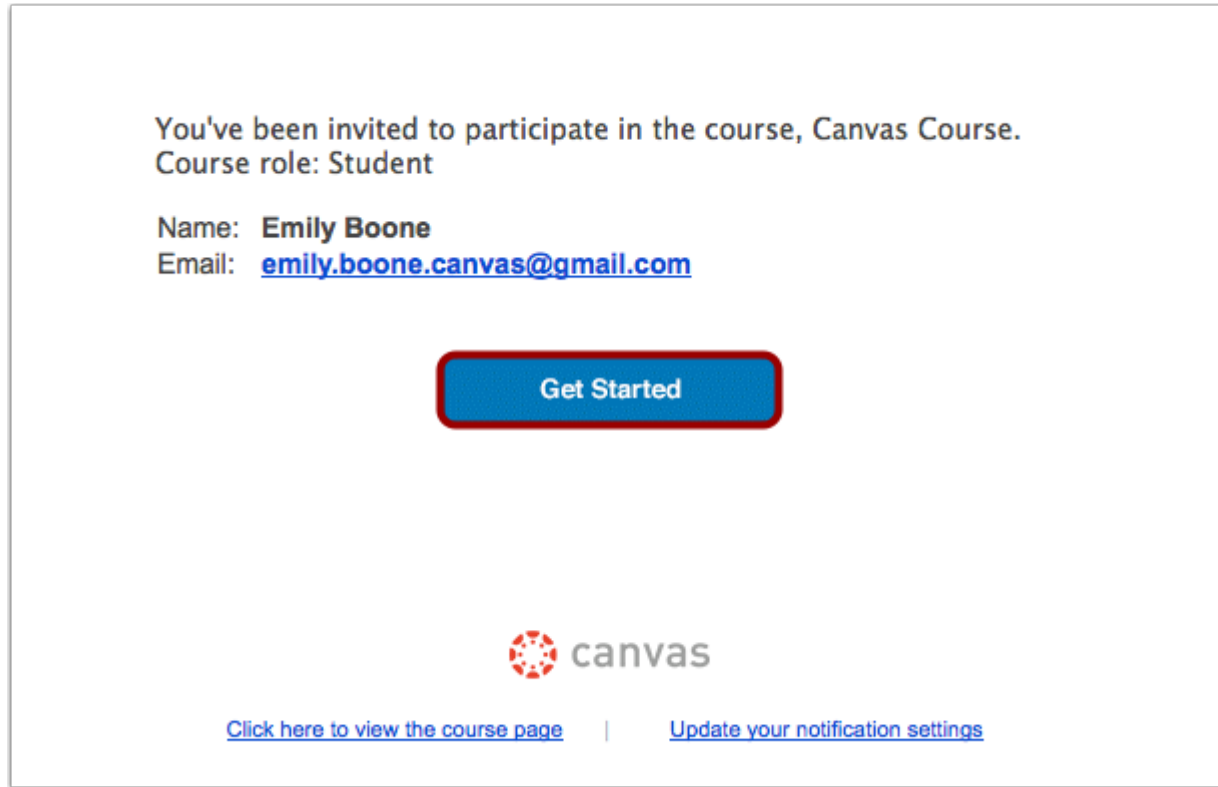 You've been invited to participate in the course, Canvas Course.
Course role: Student
Name: Emily Boone
Email: emily.boone.canvas@gmail.com
Get Started
canvas
Click here to view the course page | Update your notification settings